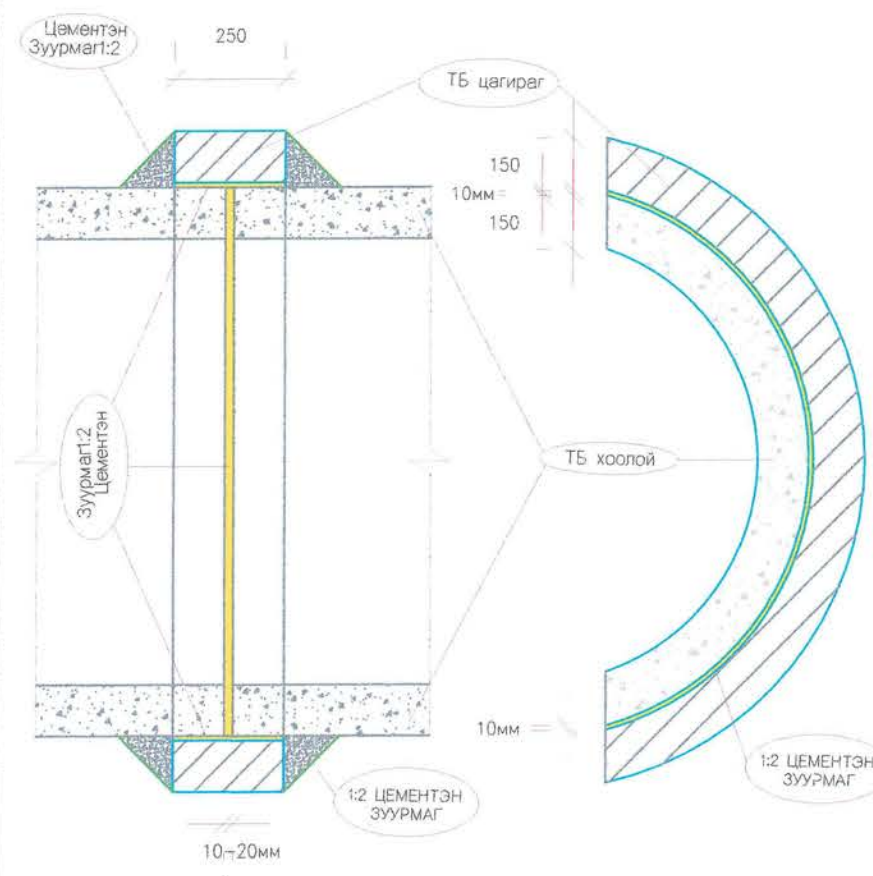 Цементэн
Зуурмаг1:2
250
ТБ цагираг
150
10мм
150
Зуурмаг1:2
Цементэн
ТБ хоолой
10мм
1:2 ЦЕМЕНТЭН
ЗУУРМАГ
1:2 ЦЕМЕНТЭН
ЗУУРМАГ
10-20мм